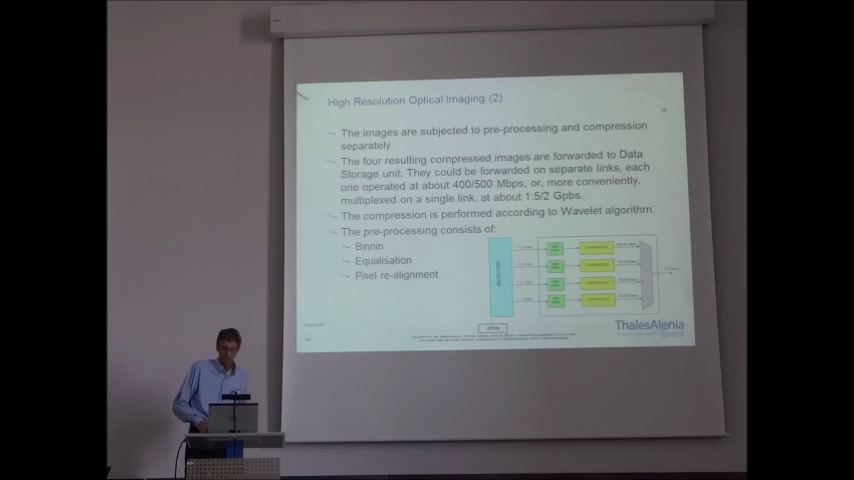 High Resolution Optical Imaging (2)
The images are subjected to pre-processing and compression
separately
The four resulting compressed images are forwarded to Data
Storage unit. They could be forwarded on separate links, each
one operated at about 400/500 Mbps, or, more conveniently,
multiplexed on a single link, at about 1.5/2 Gpbs.
The compression is performed according to Wavelet algorithm.
The pre-processing consists of:
Binnin
Equalisation
Pixel re-alignment
DETECTOR
OPEN
ThalesAlenia
Space